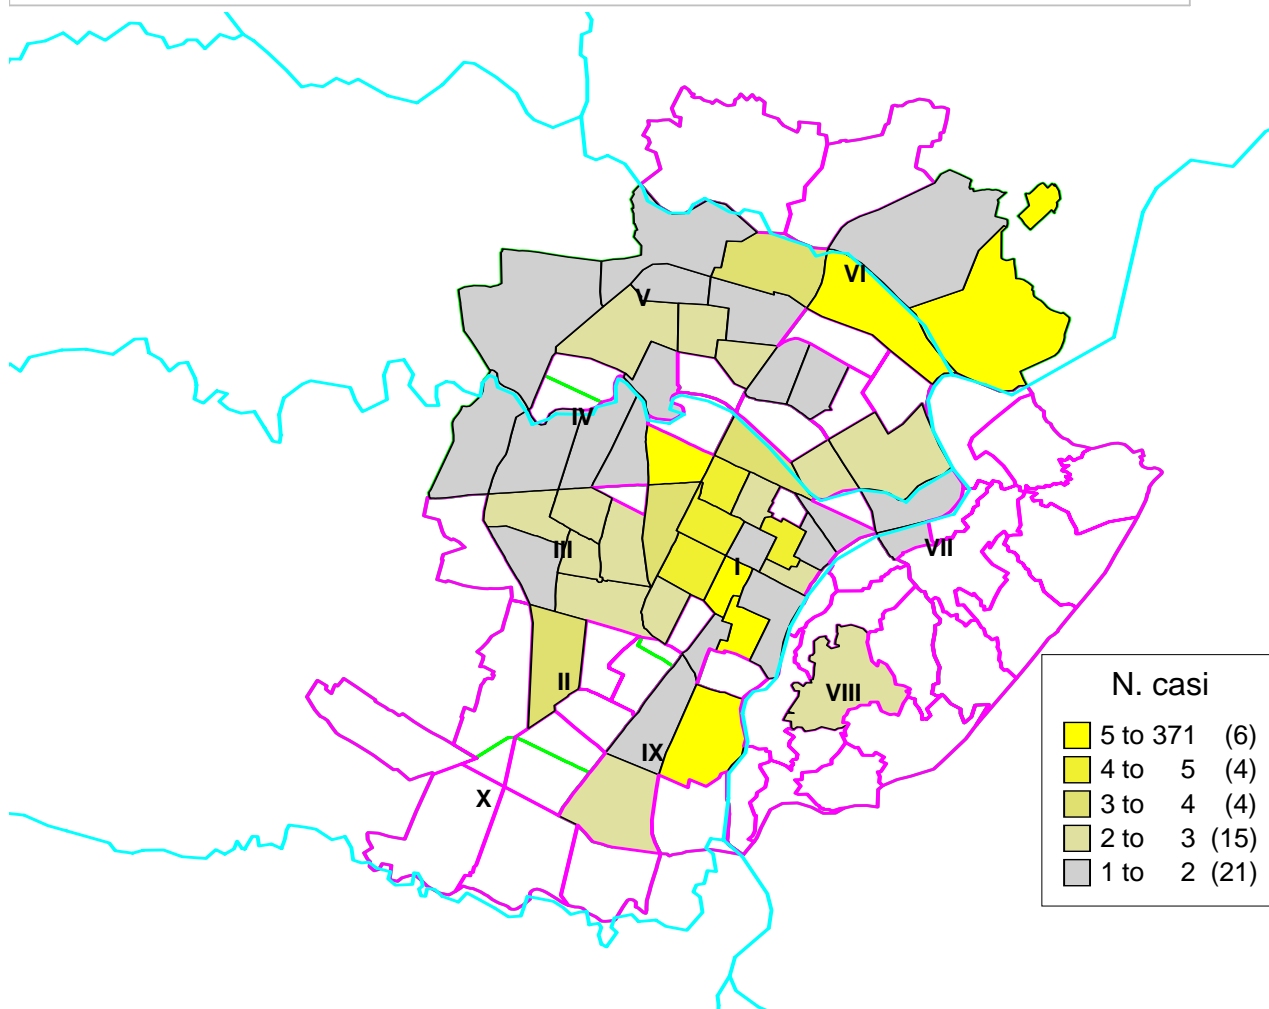 VI
V
IV
III
VII
I
II
VIII
IX
X
N. casi
5 to 371 (6)
4 to 5 (4)
3 to 4 (4)
2 to 3 (15)
1 to 2 (21)